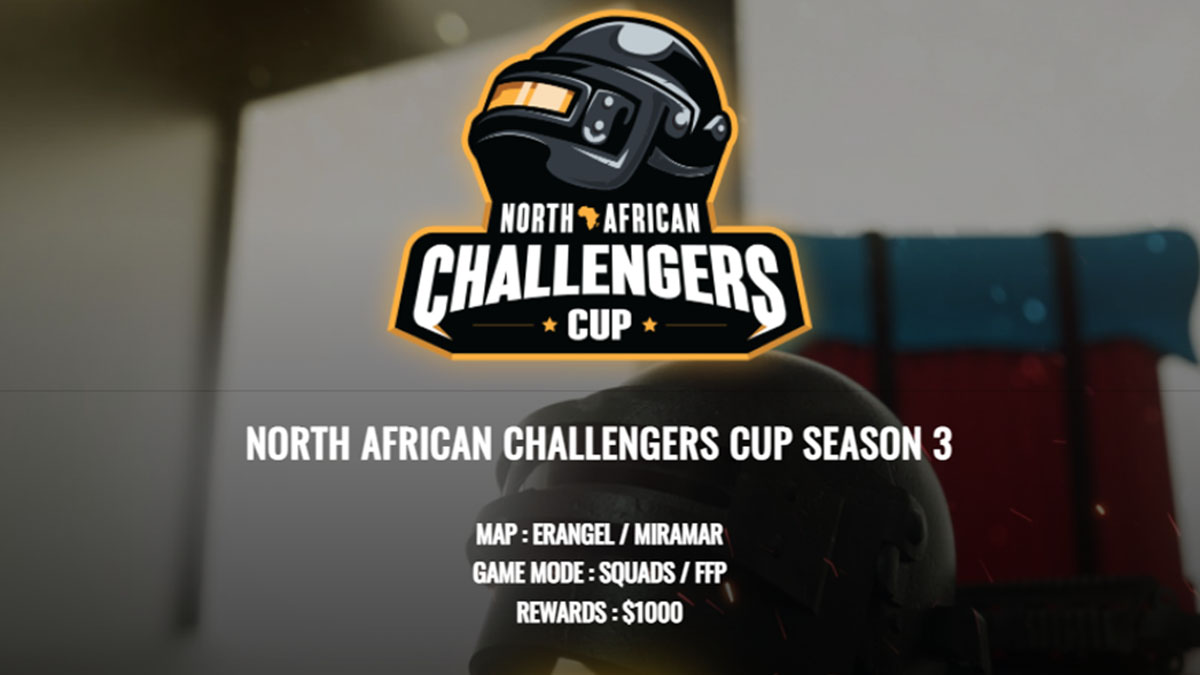 NORTH AFRICAN
CHALLENGERS
CUP
NORTH AFRICAN CHALLENGERS CUP SEASON 3
MAP : ERANGEL / MIRAMAR
GAME MODE : SQUADS / FFP
REWARDS : $1000